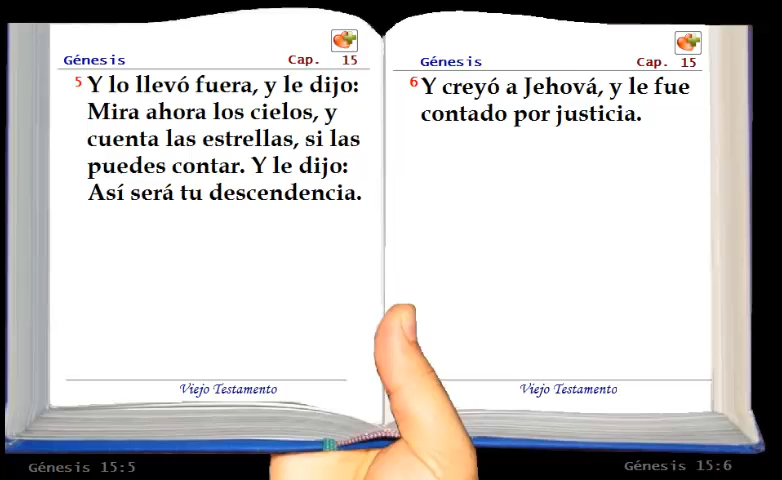 Génesis Cap. 15
5 Y lo llevó fuera, y le dijo:
Mira ahora los cielos, y
cuenta las estrellas, si las
puedes contar. Y le dijo:
Así será tu descendencia.
Viejo Testamento
Génesis 15:5
Génesis Cap. 15
6 Y creyó a Jehová, y le fue
contado por justicia.
Viejo Testamento
Génesis 15:6